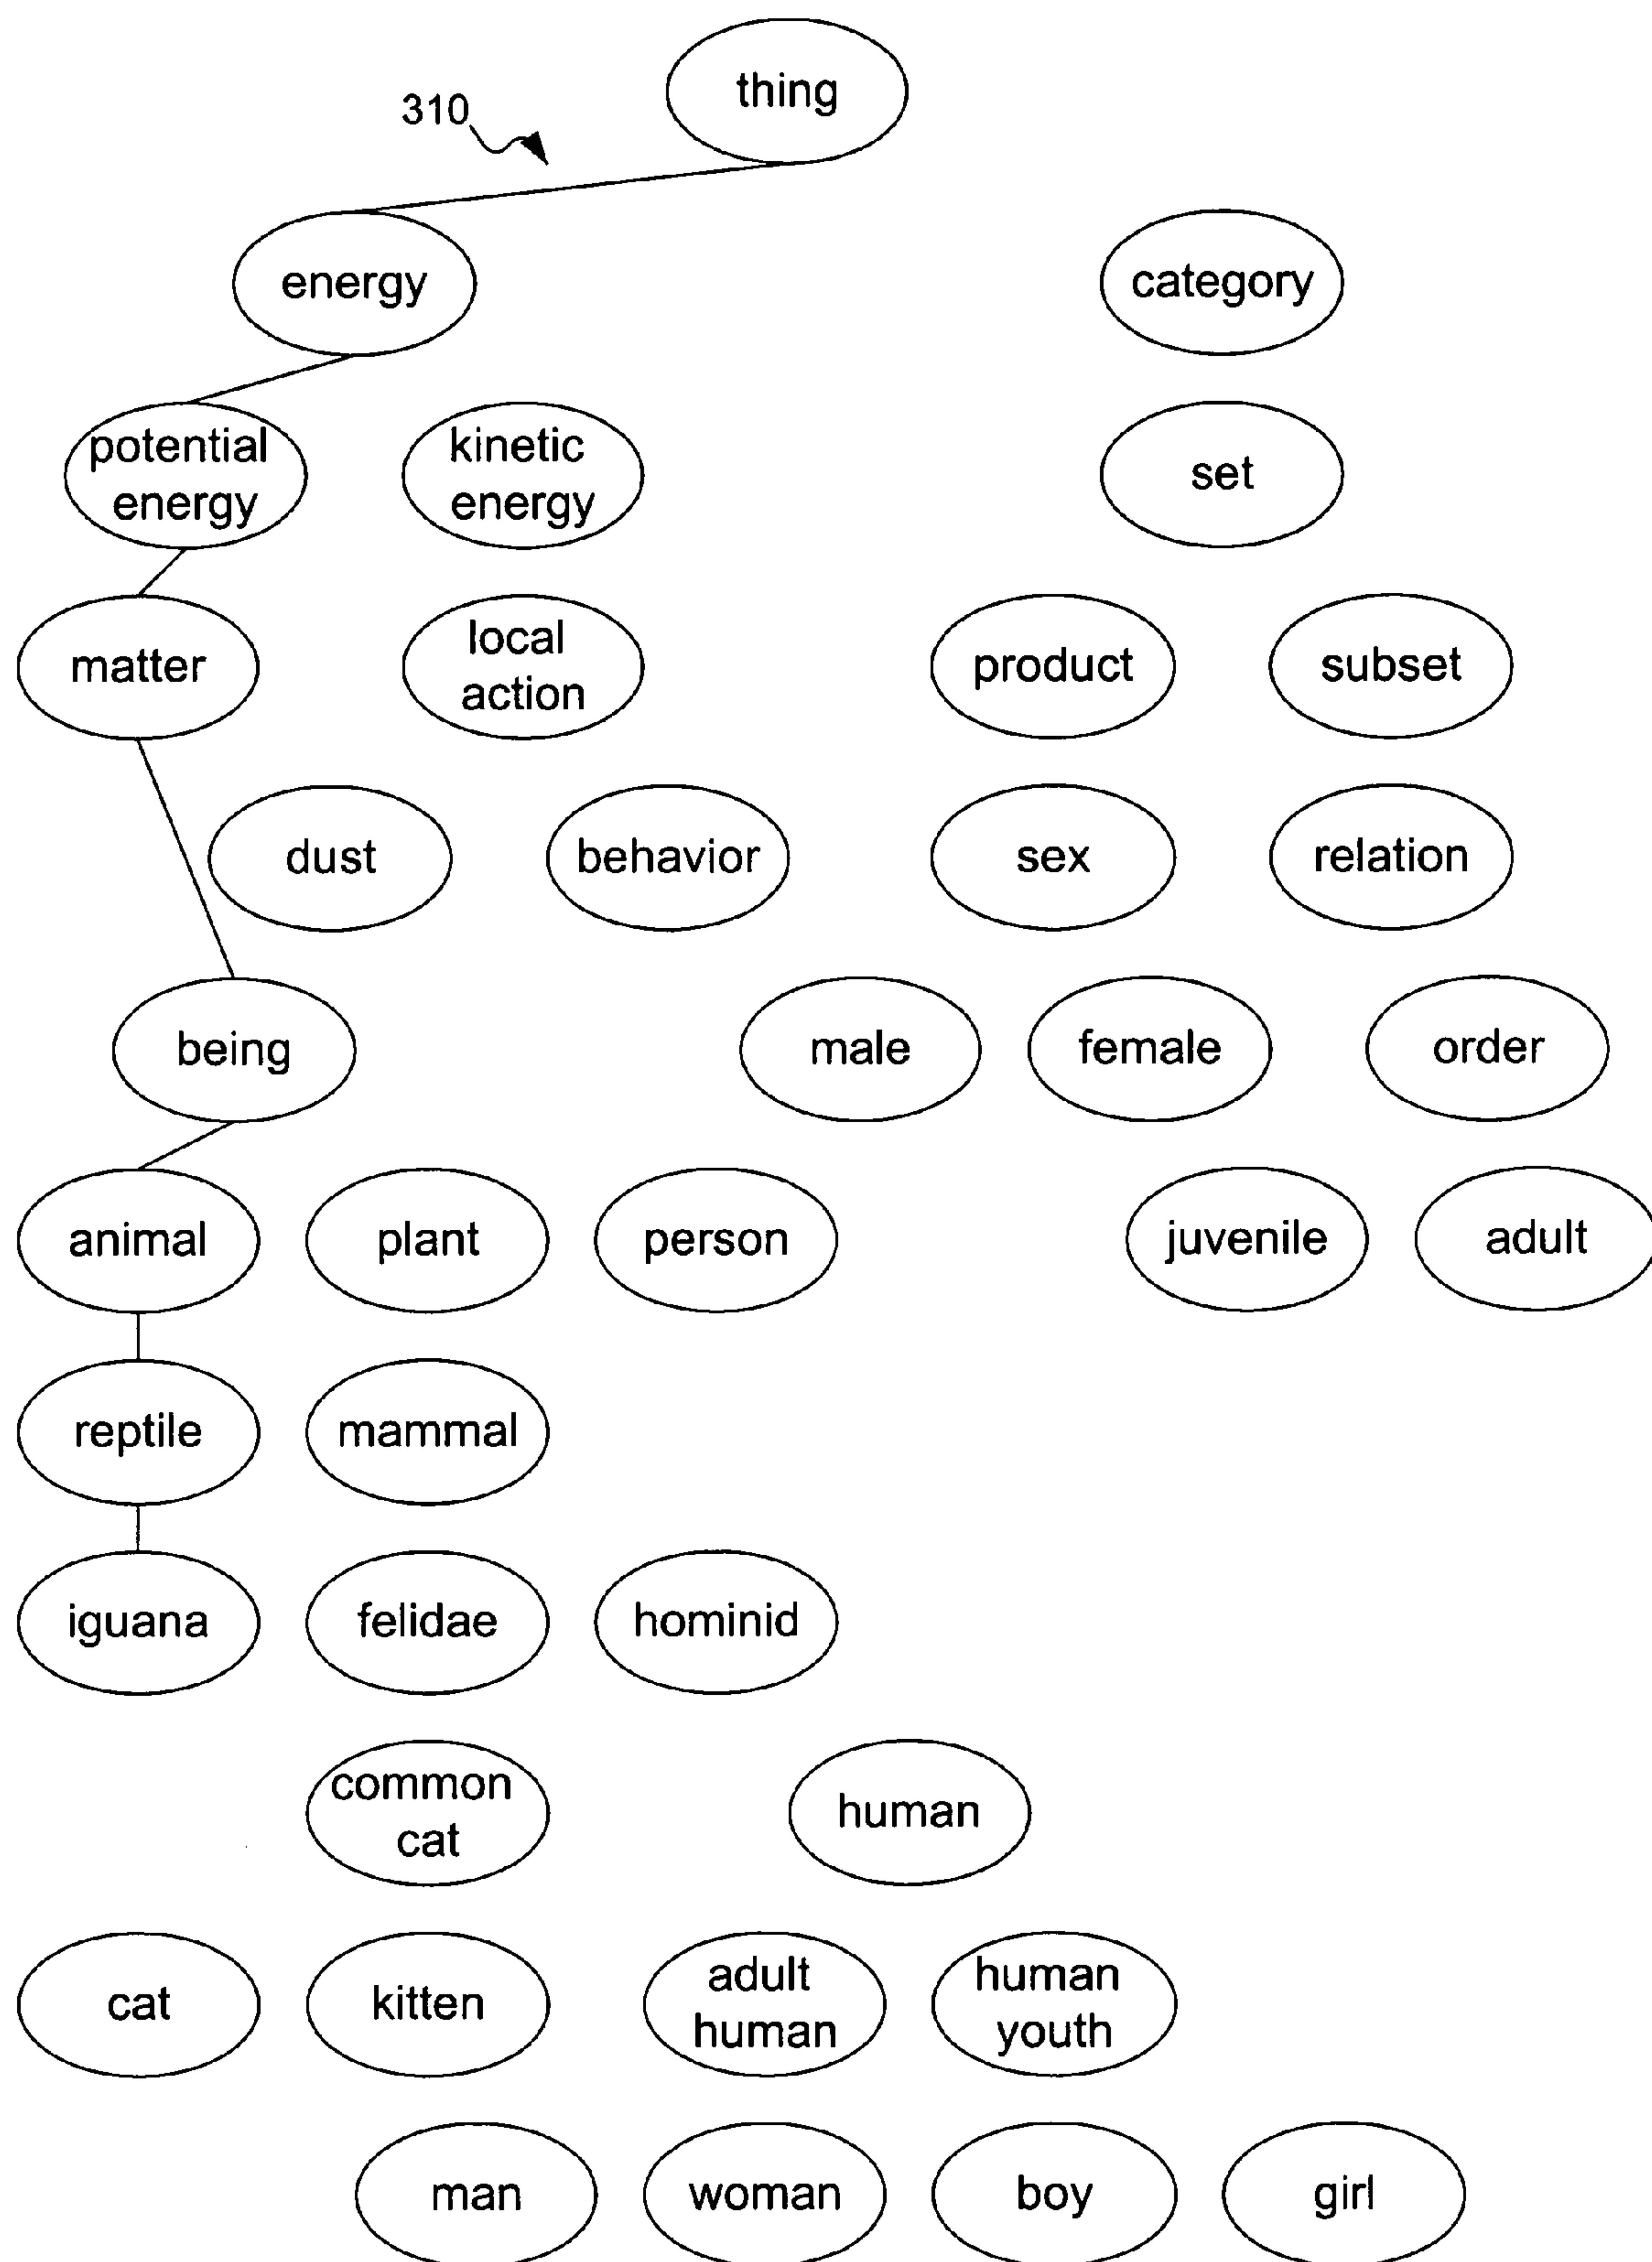 thing
310
energy
category
potential
energy
kinetic
energy
set
matter
local
action
product
subset
dust
behavior
sex
relation
being
male
female
order
animal
plant
person
juvenile
adult
reptile
mammal
iguana
felidae
hominid
common
cat
human
cat
kitten
adult
human
human
youth
man
woman
boy
girl